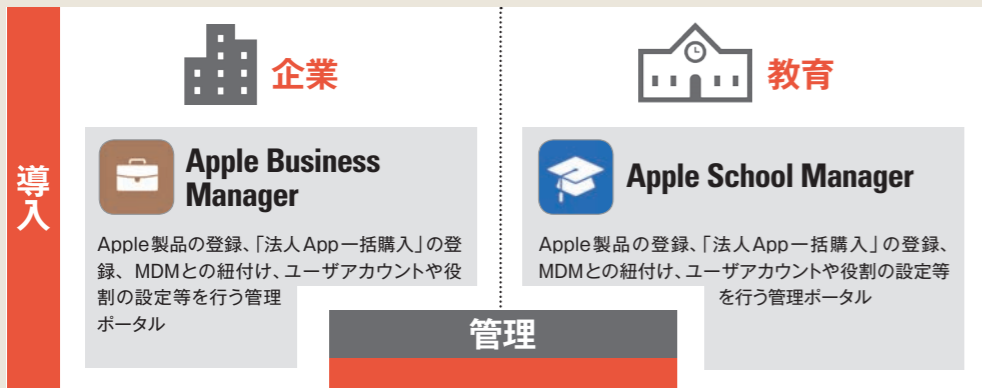 導入
企業
Apple Business
Manager
Apple製品の登録、「法人App一括購入」の登
録、MDMとの紐付け、ユーザアカウントや役
割の設定等を行う管理
ポータル
教育
Apple School Manager
Apple製品の登録、「法人App一括購入」の登録、
MDMとの紐付け、ユーザアカウントや役割の設定等
を行う管理ポータル
管理